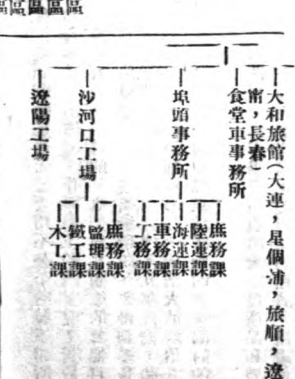 大和旅館(大連，星個浦，旅順，遼
甯，長春)
食堂車事務所
埠頭事務所
庶務課
陸運課
海運課
車務課
工務課
沙河口工場
庶務課
監理課
鐵工課
木工課
遼陽工場